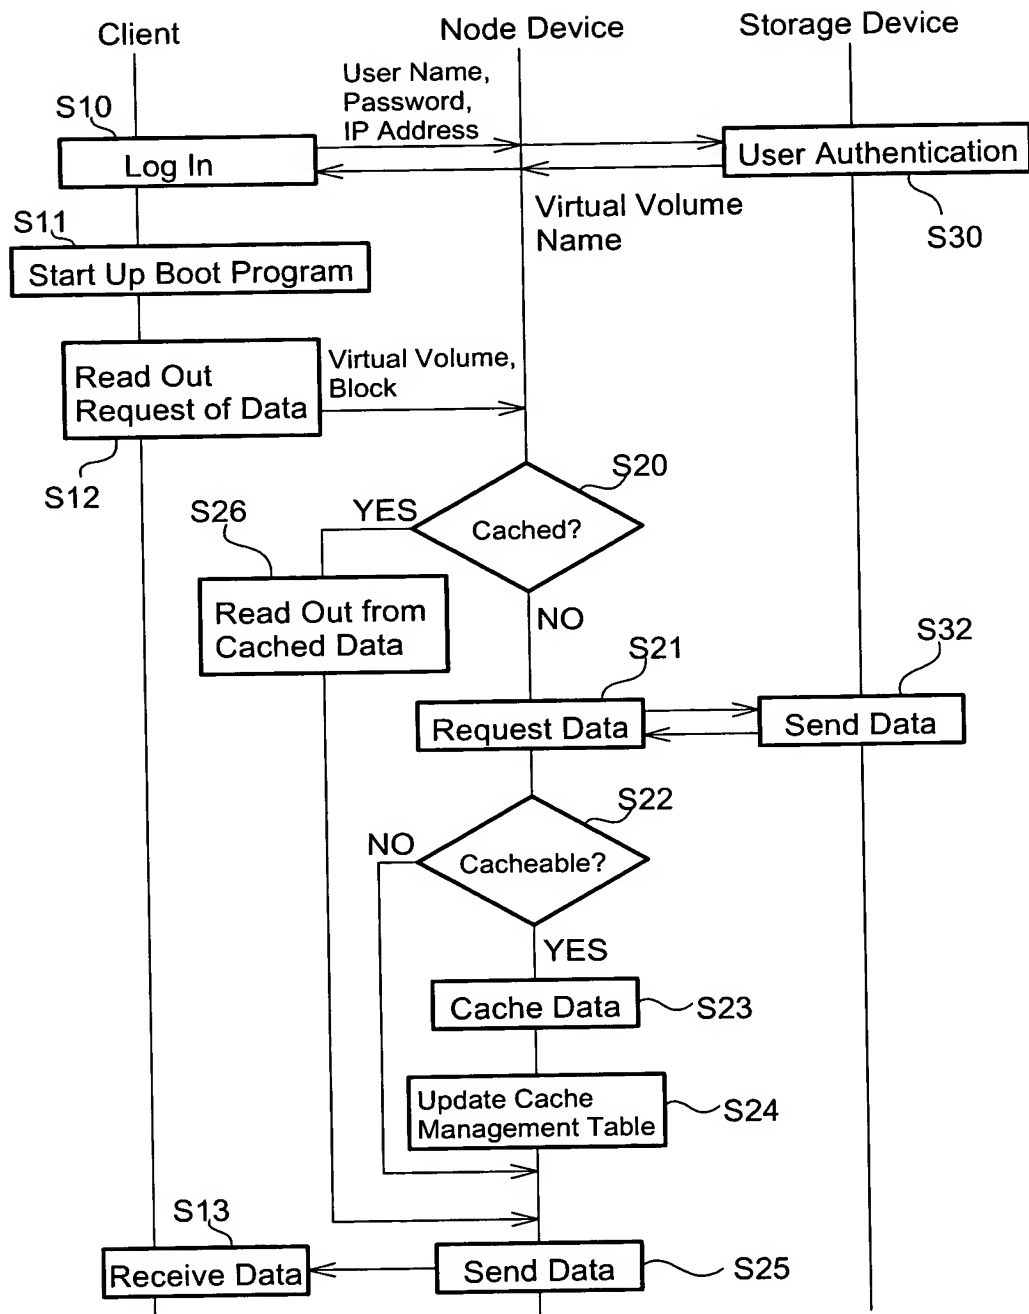 Client
Node Device
Storage Device
User Name,
Password,
IP Address
S10
Log In
User Authentication
Virtual Volume
Name
S30
S11
Start Up Boot Program
Read Out
Request of Data
Virtual Volume,
Block
S12
S20
YES
Cached?
S26
Read Out from
Cached Data
NO
S21
S32
Request Data
Send Data
S22
NO
Cacheable?
YES
Cache Data
S23
Update Cache
Management Table
S24
S13
Receive Data
Send Data
S25